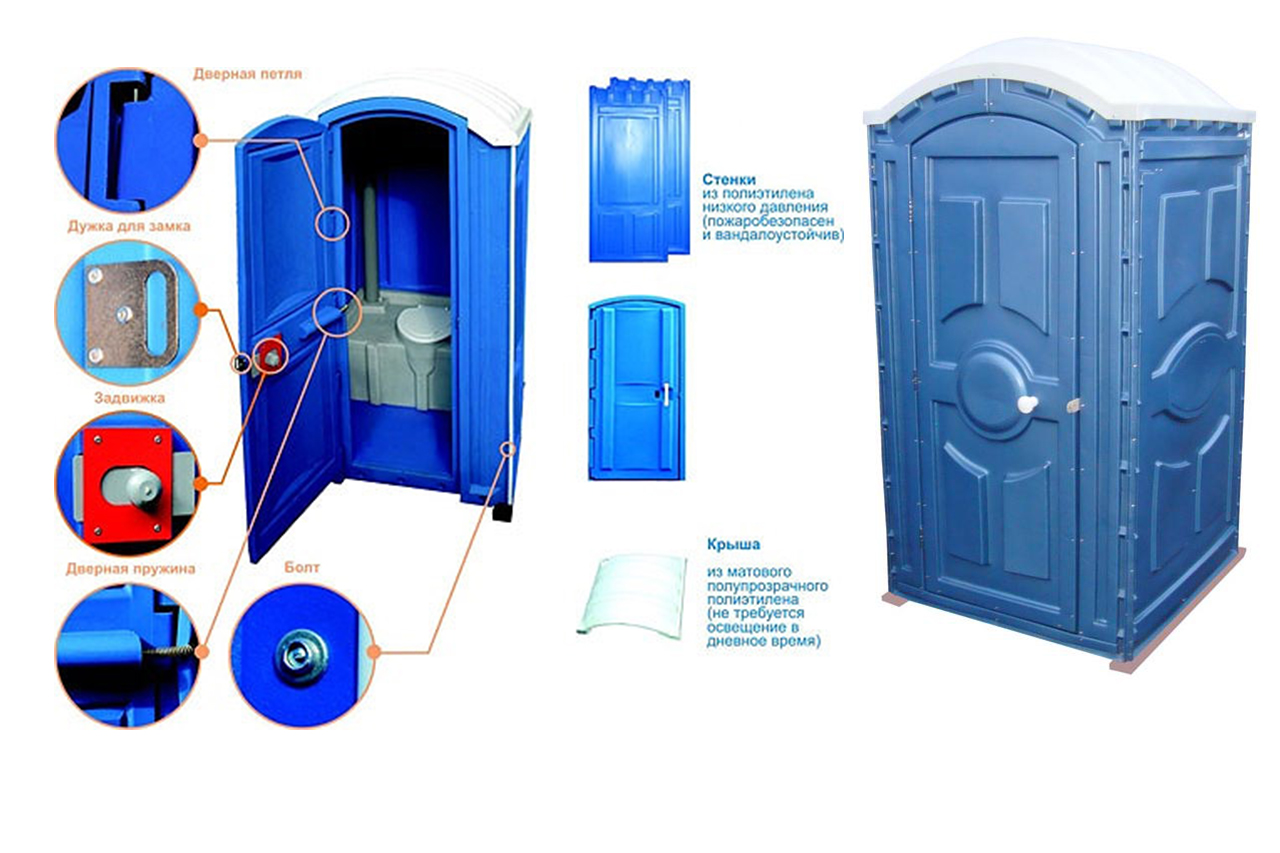 Дверная петля
Дужка для замка
Задвижка
Дверная пружина
Болт
Стенки
из полиэтилена
низкого давления
(пожаробезопасен
и вандалоустойчив)
Крыша
из матового
полупрозрачного
полиэтилена
(не требуется
освещение в
дневное время)